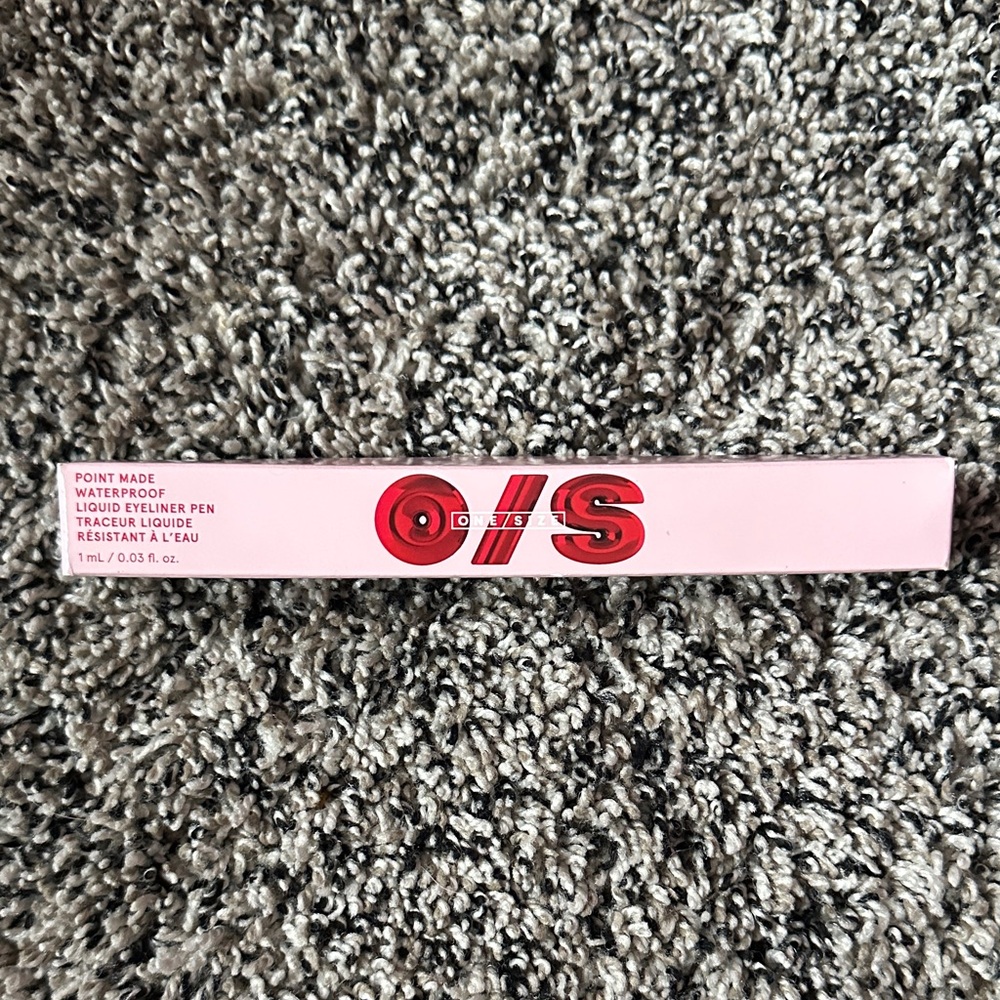 POINT MADE
WATERPROOF
LIQUID EYELINER PEN
TRACEUR LIQUIDE
RÉSISTANT À L'EAU
1 mL / 0.03 fl. oz.
O/S
ONE/SIZE